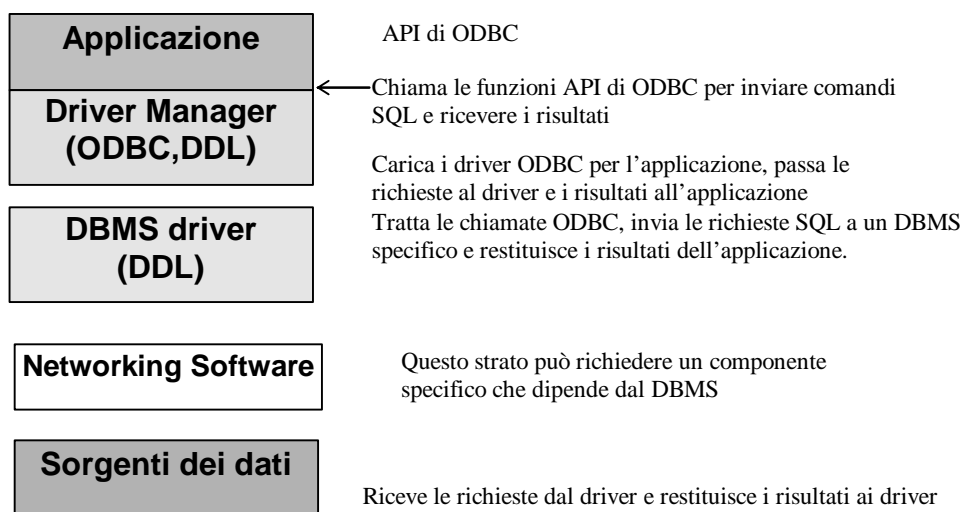 Applicazione
API di ODBC
Chiama le funzioni API di ODBC per inviare comandi
SQL e ricevere i risultati
Driver Manager
(ODBC,DDL)
Carica i driver ODBC per l’applicazione, passa le
richieste al driver e i risultati all’applicazione
DBMS driver
(DDL)
Tratta le chiamate ODBC, invia le richieste SQL a un DBMS
specifico e restituisce i risultati dell’applicazione.
Networking Software
Questo strato può richiedere un componente
specifico che dipende dal DBMS
Sorgenti dei dati
Riceve le richieste dal driver e restituisce i risultati ai driver